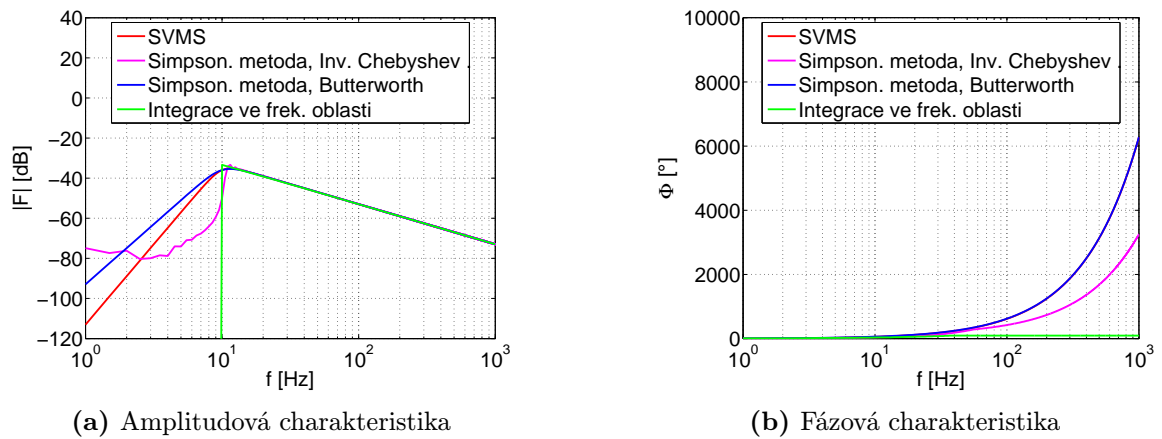 40
20
0
−20
−40
−60
−80
−100
−120
|F| [dB]
SVMS
Simpson. metoda, Inv. Chebyshev .
Simpson. metoda, Butterworth
Integrace ve frek. oblasti
10^0 10^1 10^2 10^3
f [Hz]
(a) Amplitudová charakteristika
10000
8000
6000
4000
2000
0
Φ [°]
SVMS
Simpson. metoda, Inv. Chebyshev .
Simpson. metoda, Butterworth
Integrace ve frek. oblasti
10^0 10^1 10^2 10^3
f [Hz]
(b) Fázová charakteristika